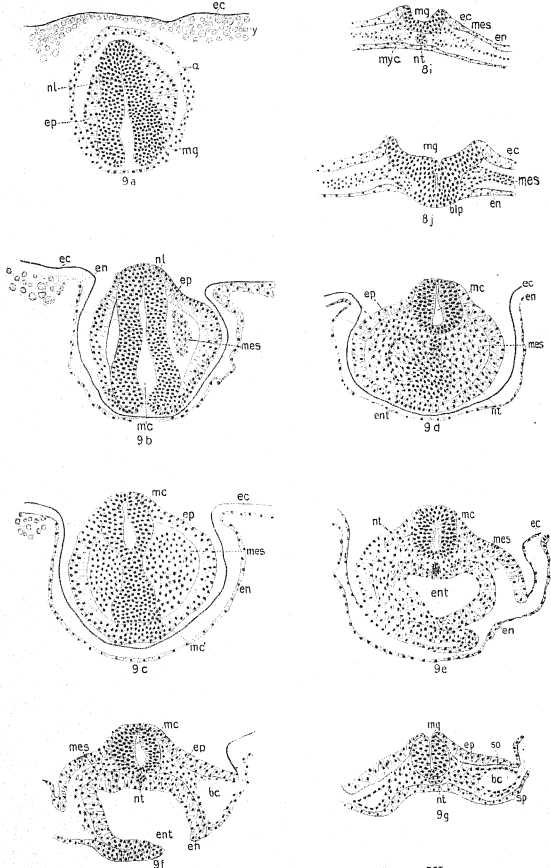 ec
y
a
nl
ep
mg
9a
mg
ec
mes
en
myc
nt
8i
mg
ec
mes
en
blp
8j
ec
en
nl
ep
mes
mc
9b
ep
mc
ec
en
mes
ent
nt
9d
mc
ep
ec
mes
en
mc'
9c
nt
mc
mes
ec
ent
en
9e
mes
mc
ep
nt
bc
ent
en
9f
mg
ep
so
bc
nt
sp
9g